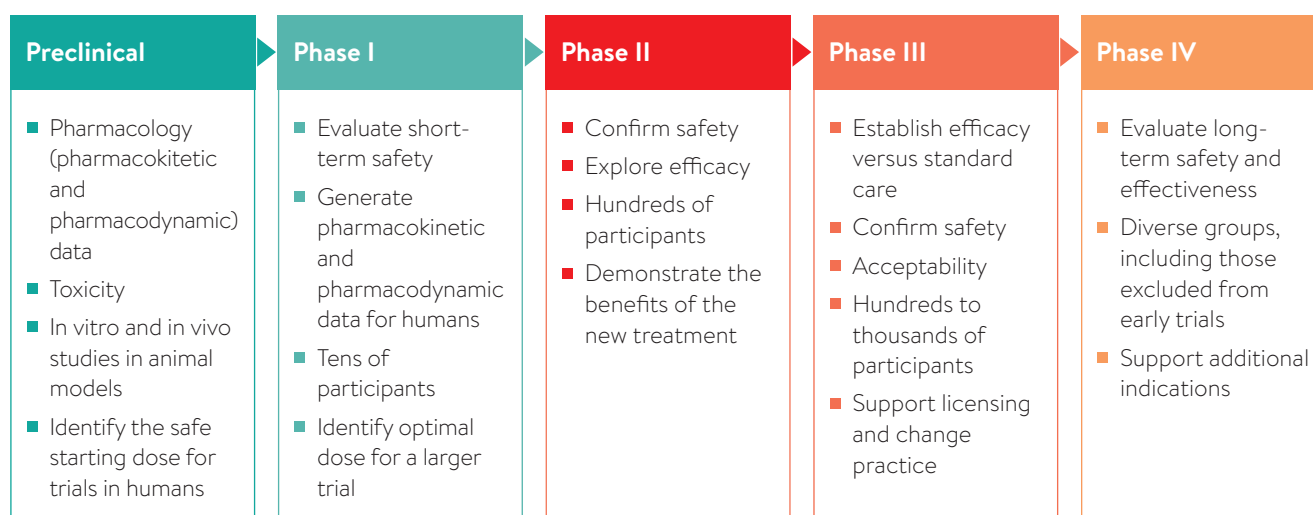 Preclinical
Pharmacology
(pharmacokitetic
and
pharmacodynamic)
data
Toxicity
In vitro and in vivo
studies in animal
models
Identify the safe
starting dose for
trials in humans
Phase I
Evaluate short-
term safety
Generate
pharmacokinetic
and
pharmacodynamic
data for humans
Tens of
participants
Identify optimal
dose for a larger
trial
Phase II
Confirm safety
Explore efficacy
Hundreds of
participants
Demonstrate the
benefits of the
new treatment
Phase III
Establish efficacy
versus standard
care
Confirm safety
Acceptability
Hundreds to
thousands of
participants
Support licensing
and change
practice
Phase IV
Evaluate long-
term safety and
effectiveness
Diverse groups,
including those
excluded from
early trials
Support additional
indications